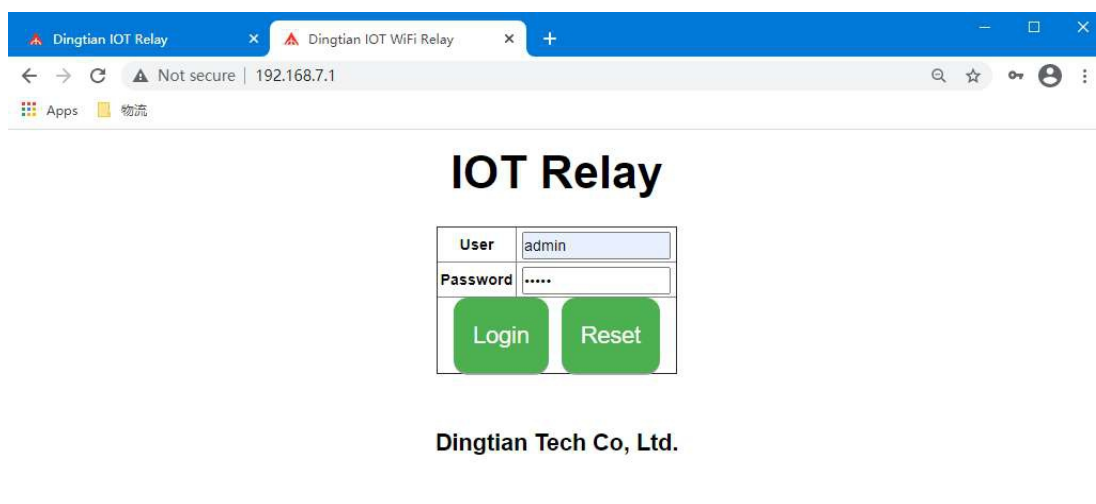 Dingtian IOT Relay
Dingtian IOT WiFi Relay
Not secure | 192.168.7.1
Apps 物流
IOT Relay
User admin
Password •••••
Login Reset
Dingtian Tech Co, Ltd.